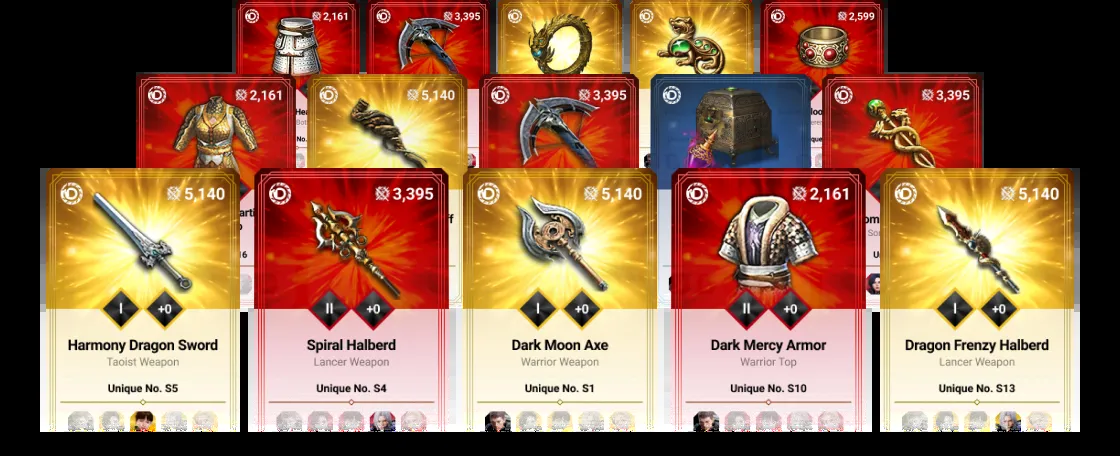 2,161
3,395
2,599
2,161
5,140
3,395
3,395
5,140
3,395
5,140
2,161
5,140
I +0
II +0
I +0
II +0
I +0
Harmony Dragon Sword
Spiral Halberd
Dark Moon Axe
Dark Mercy Armor
Dragon Frenzy Halberd
Taoist Weapon
Lancer Weapon
Warrior Weapon
Warrior Top
Lancer Weapon
Unique No. S5
Unique No. S4
Unique No. S1
Unique No. S10
Unique No. S13